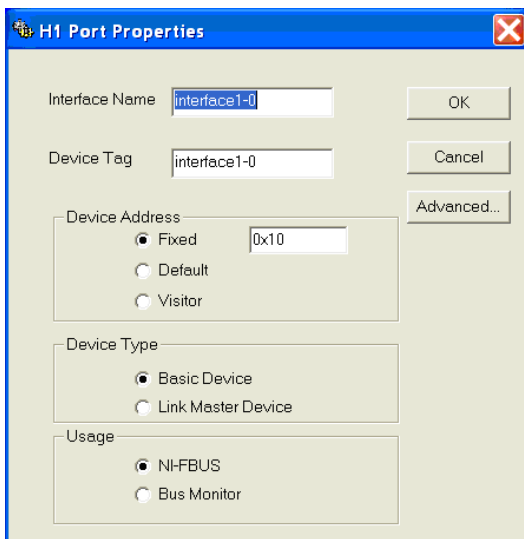 H1 Port Properties
Interface Name interface1-0 OK
Device Tag interface1-0 Cancel
Advanced...
Device Address
Fixed 0x10
Default
Visitor
Device Type
Basic Device
Link Master Device
Usage
NI-FBUS
Bus Monitor